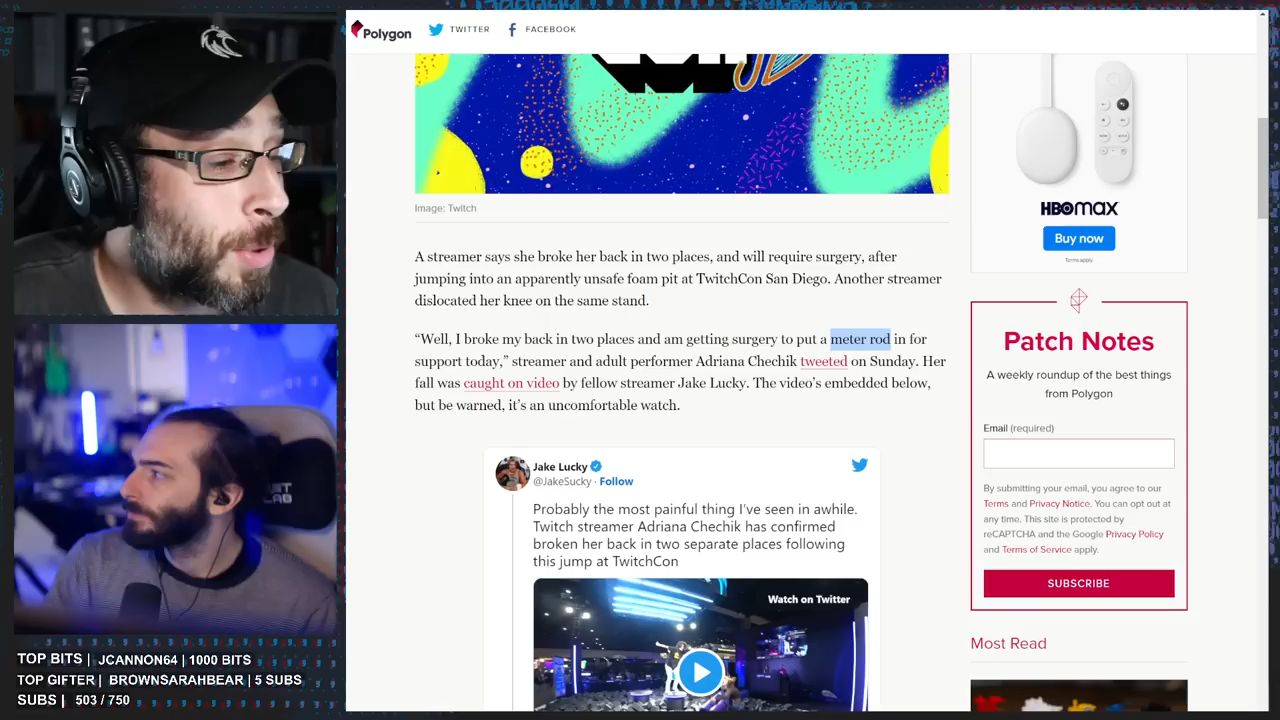 Polygon
TWITTER
FACEBOOK
Image: Twitch
A streamer says she broke her back in two places, and will require surgery, after
jumping into an apparently unsafe foam pit at TwitchCon San Diego. Another streamer
dislocated her knee on the same stand.
“Well, I broke my back in two places and am getting surgery to put a meter rod in for
support today,” streamer and adult performer Adriana Chechik tweeted on Sunday. Her
fall was caught on video by fellow streamer Jake Lucky. The video’s embedded below,
but be warned, it’s an uncomfortable watch.
Jake Lucky
@JakeSucky · Follow
Probably the most painful thing I’ve seen in awhile.
Twitch streamer Adriana Chechik has confirmed
broken her back in two separate places following
this jump at TwitchCon
Watch on Twitter
HBOmax
Buy now
Terms apply.
Patch Notes
A weekly roundup of the best things
from Polygon
Email (required)
By submitting your email, you agree to our
Terms and Privacy Notice. You can opt out at
any time. This site is protected by
reCAPTCHA and the Google Privacy Policy
and Terms of Service apply.
SUBSCRIBE
Most Read
TOP BITS | JCANNON64 | 1000 BITS
TOP GIFTER | BROWNSARAHBEAR | 5 SUBS
SUBS | 503 / 750